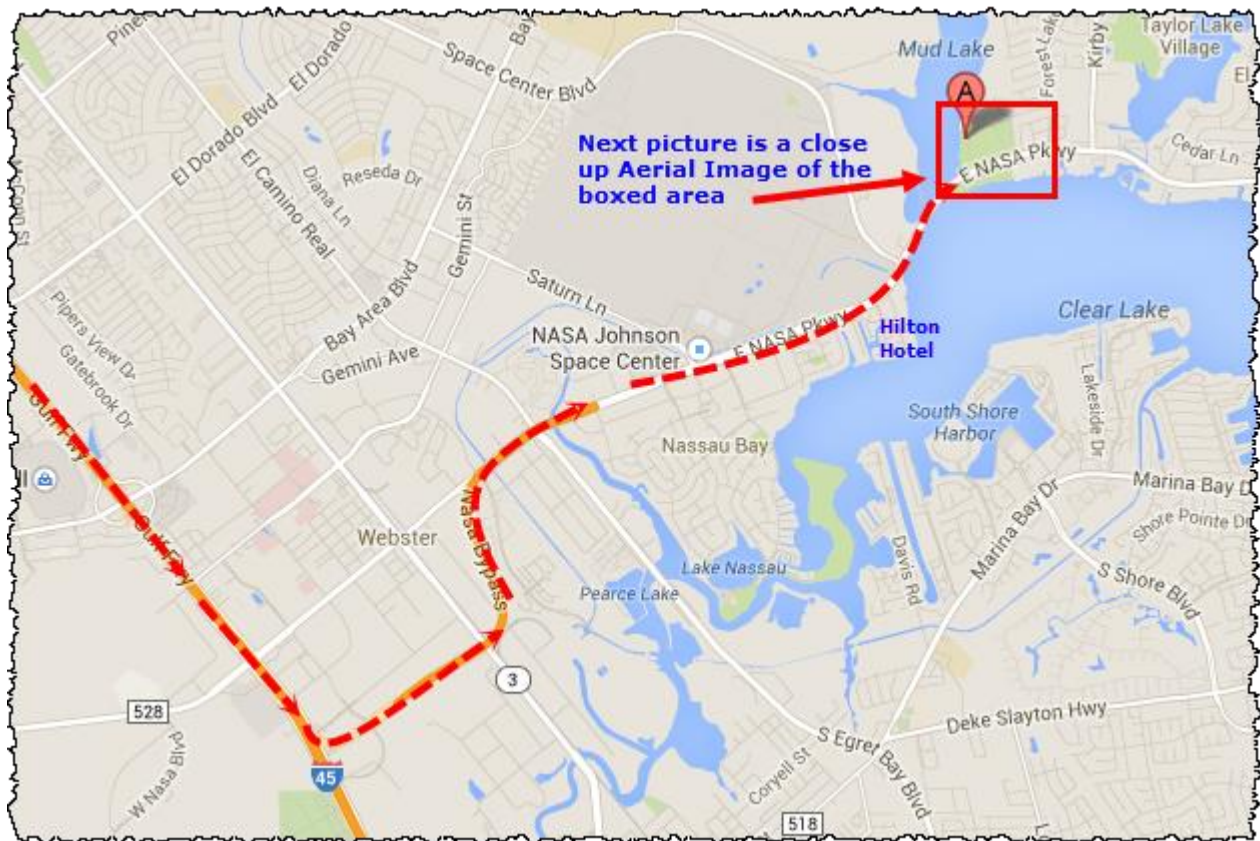 Mud Lake
Taylor Lake
Village
Forest Lake
Kirby
El Dorado
El Dorado Blvd
Space Center Blvd
Bay
A
Next picture is a close
up Aerial Image of the
boxed area
E NASA Pkwy
Cedar Ln
El Camino Real
Diana Ln
Reseda Dr
Gemini St
Bay Area Blvd
Saturn Ln
Pipers View Dr
Gatebrook Dr
Gemini Ave
NASA Johnson
Space Center
E NASA Pkwy
Hilton
Hotel
Clear Lake
Gulf Fwy
South Shore
Harbor
Lakeside Dr
Nassau Bay
Marina Bay D
Shore Pointe Dr
Marina Bay Dr
Gulf Fwy
Webster
Nasa Bypass
Lake Nassau
Pearce Lake
Davis Rd
S Shore Blvd
3
528
W Nasa Blvd
45
Deke Slayton Hwy
S Egret Bay Blvd
Coryell St
518